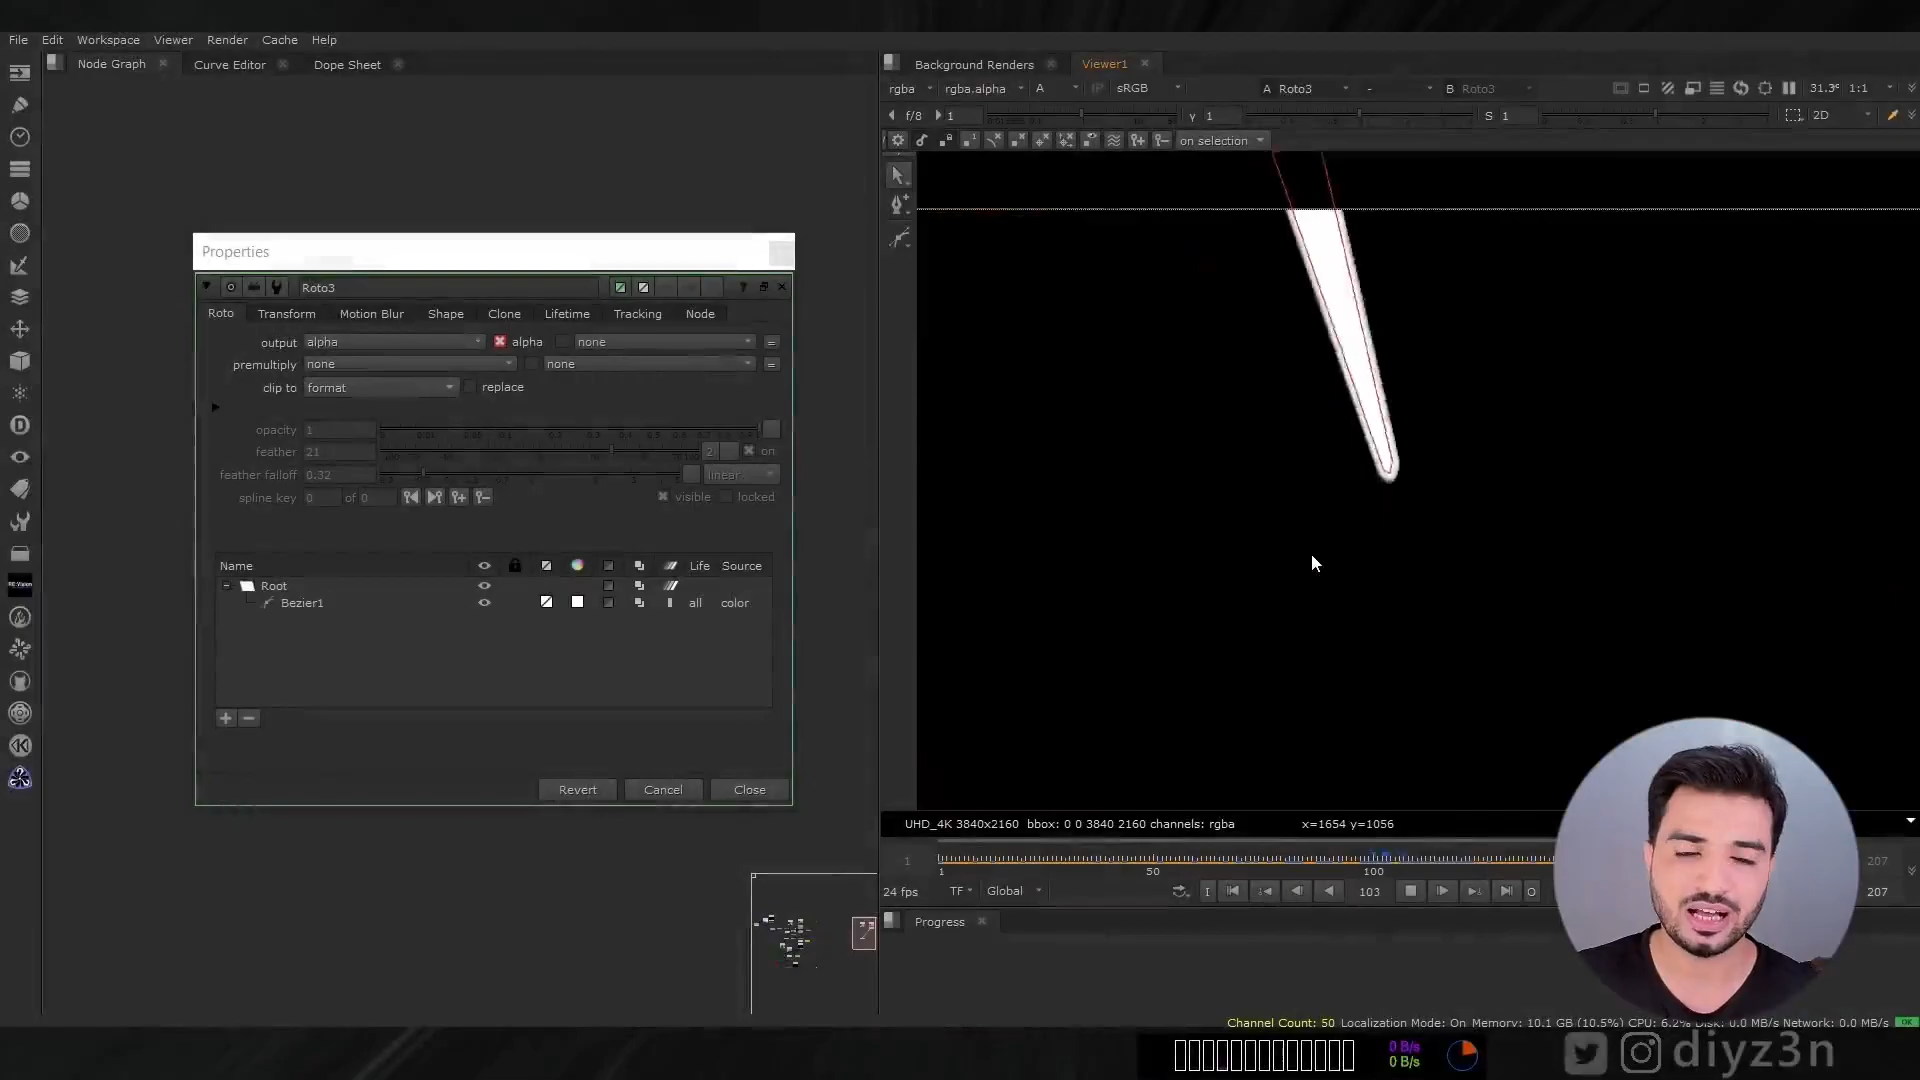 File Edit Workspace Viewer Render Cache Help
Node Graph Curve Editor Dope Sheet
Background Renders Viewer1
rgba rgba.alpha A IP sRGB A Roto3 - B Roto3 1:1
f/8 1 γ 1 S 1 2D
on selection
Properties
Roto3
Roto Transform Motion Blur Shape Clone Lifetime Tracking Node
output alpha alpha none =
premultiply none none =
clip to format replace
opacity 1
feather 21 on
feather falloff 0.32 linear
spline key 0 of 0 visible locked
Name Life Source
Root
Bezier1 all color
Revert Cancel Close
UHD_4K 3840x2160 bbox: 0 0 3840 2160 channels: rgba x=1654 y=1056
1 1 50 100 207
24 fps TF Global I 103 O 207
Progress
Channel Count: 50 Localization Mode: On Memory: 10.1 GB (10.5%) CPU: 6.2% Disk: 0.0 MB/s Network: 0.0 MB/s OK
0 B/s
0 B/s
diyz3n